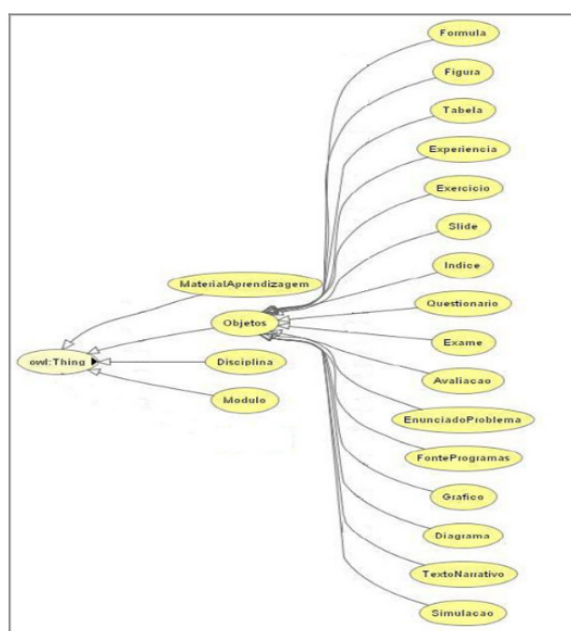 Formula
Figura
Tabela
Experiencia
Exercicio
Slide
MaterialAprendizagem
Indice
Objetos
Questionario
Exame
owl:Thing
Disciplina
Avaliacao
Modulo
EnunciadoProblema
FonteProgramas
Grafico
Diagrama
TextoNarrativo
Simulacao